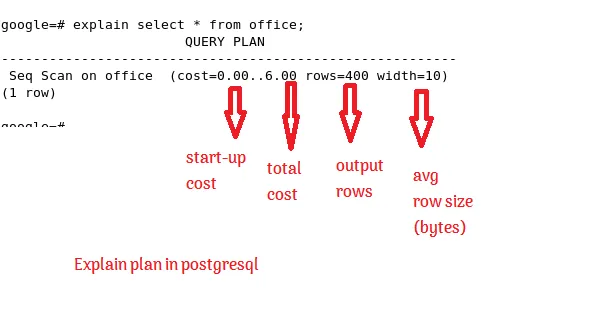 google=# explain select * from office;
QUERY PLAN
---------------------------------------------------------
Seq Scan on office  (cost=0.00..6.00 rows=400 width=10)
(1 row)
google=#
start-up
cost
total
cost
output
rows
avg
row size
(bytes)
Explain plan in postgresql